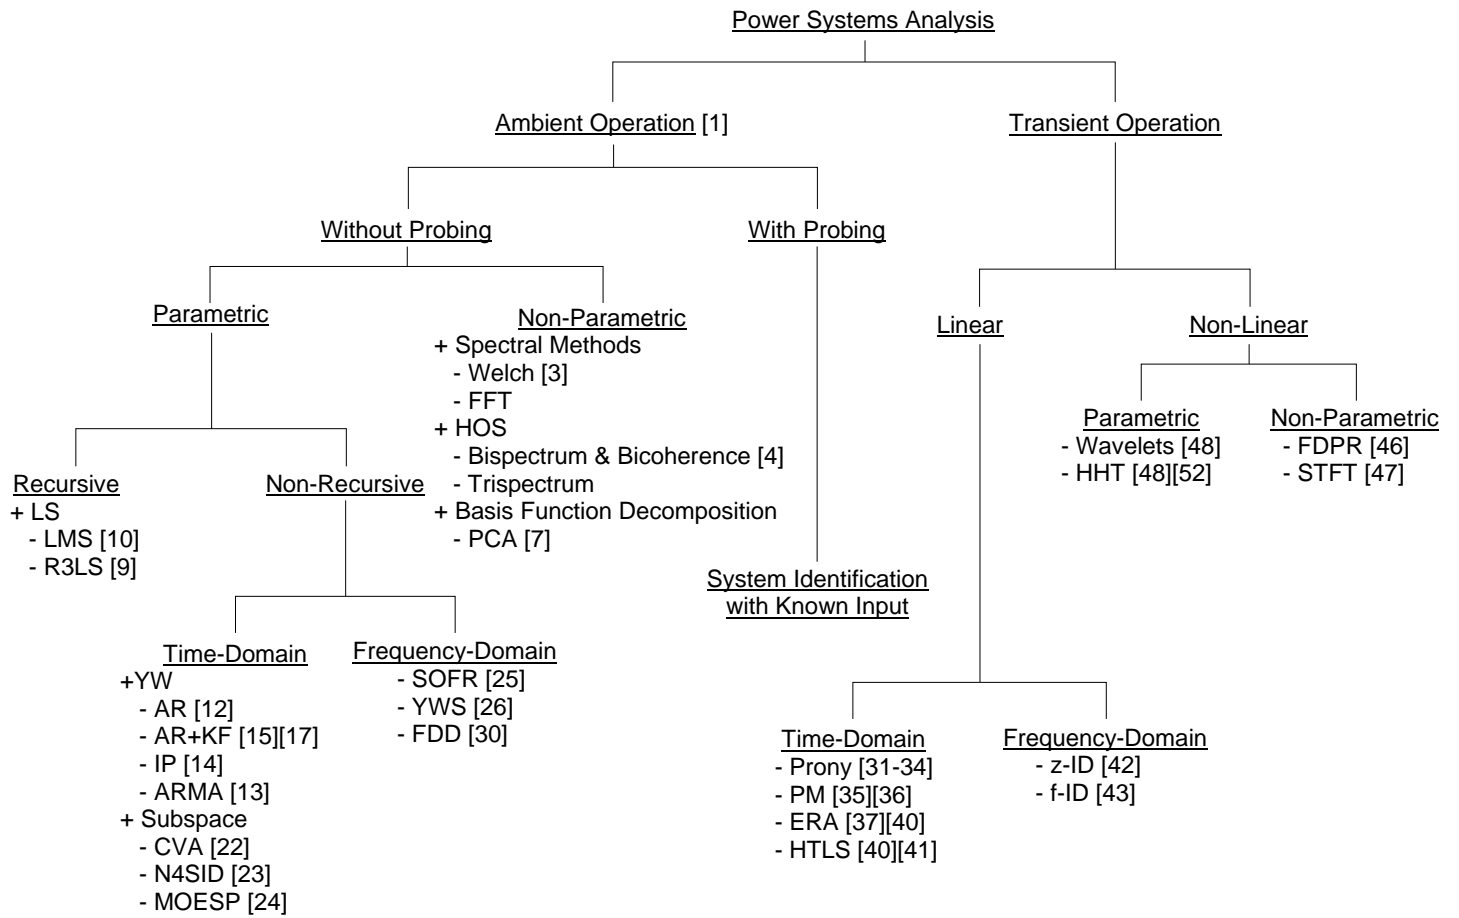 Power Systems Analysis
Ambient Operation [1]
Transient Operation
Without Probing
With Probing
Parametric
Non-Parametric
+ Spectral Methods
- Welch [3]
- FFT
+ HOS
- Bispectrum & Bicoherence [4]
- Trispectrum
+ Basis Function Decomposition
- PCA [7]
Recursive
+ LS
- LMS [10]
- R3LS [9]
Non-Recursive
Time-Domain
+YW
- AR [12]
- AR+KF [15][17]
- IP [14]
- ARMA [13]
+ Subspace
- CVA [22]
- N4SID [23]
- MOESP [24]
Frequency-Domain
- SOFR [25]
- YWS [26]
- FDD [30]
System Identification
with Known Input
Linear
Non-Linear
Parametric
- Wavelets [48]
- HHT [48][52]
Non-Parametric
- FDPR [46]
- STFT [47]
Time-Domain
- Prony [31-34]
- PM [35][36]
- ERA [37][40]
- HTLS [40][41]
Frequency-Domain
- z-ID [42]
- f-ID [43]